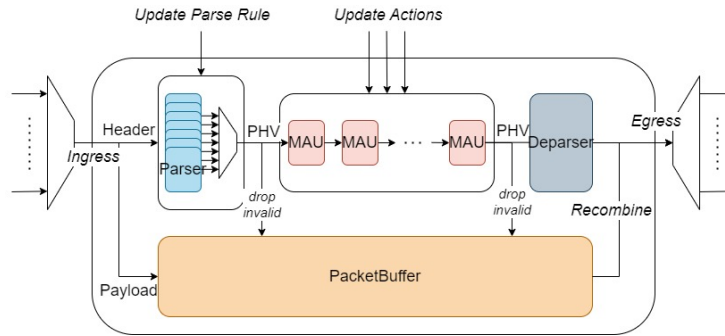 Update Parse Rule
Update Actions
Header
Ingress
Parser
PHV
MAU
MAU
MAU
PHV
Deparser
Egress
drop
invalid
drop
invalid
Recombine
Payload
PacketBuffer